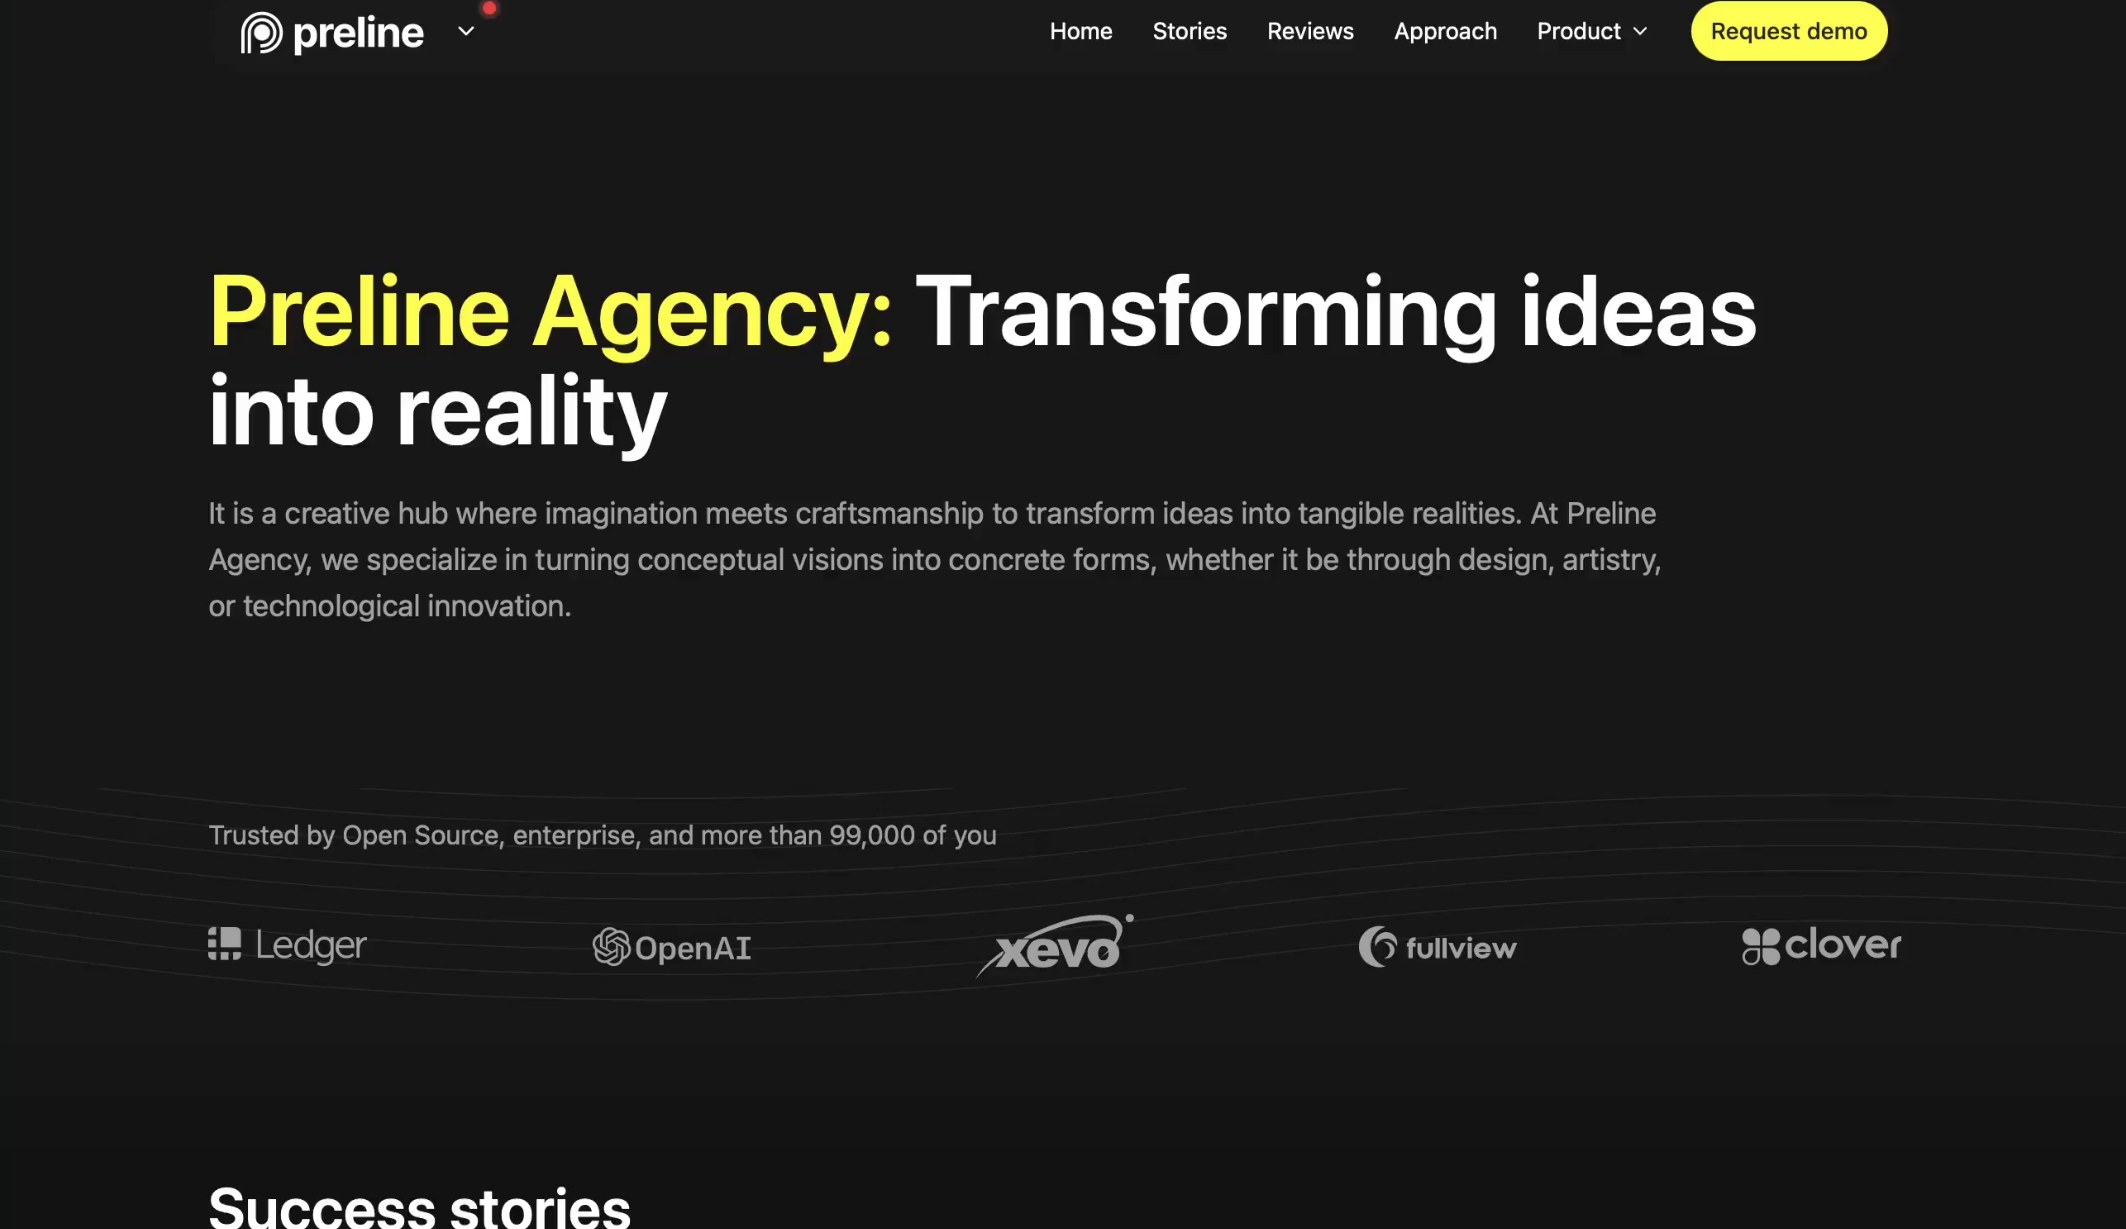 preline
Home Stories Reviews Approach Product Request demo
Preline Agency: Transforming ideas
into reality
It is a creative hub where imagination meets craftsmanship to transform ideas into tangible realities. At Preline
Agency, we specialize in turning conceptual visions into concrete forms, whether it be through design, artistry,
or technological innovation.
Trusted by Open Source, enterprise, and more than 99,000 of you
Ledger OpenAI xevo fullview clover
Success stories